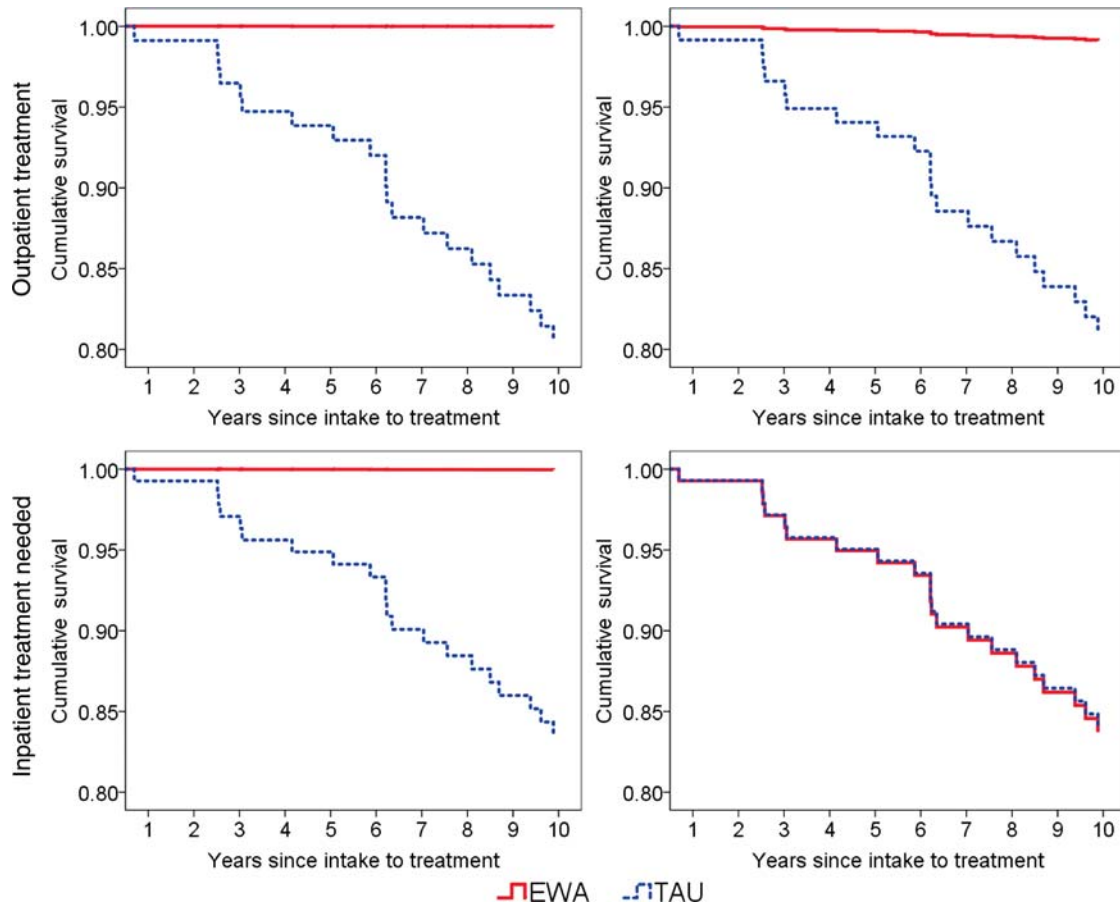 Outpatient treatment
Cumulative survival
1.00
0.95
0.90
0.85
0.80
1 2 3 4 5 6 7 8 9 10
Years since intake to treatment
Cumulative survival
1.00
0.95
0.90
0.85
0.80
1 2 3 4 5 6 7 8 9 10
Years since intake to treatment
Inpatient treatment needed
Cumulative survival
1.00
0.95
0.90
0.85
0.80
1 2 3 4 5 6 7 8 9 10
Years since intake to treatment
Cumulative survival
1.00
0.95
0.90
0.85
0.80
1 2 3 4 5 6 7 8 9 10
Years since intake to treatment
EWA TAU